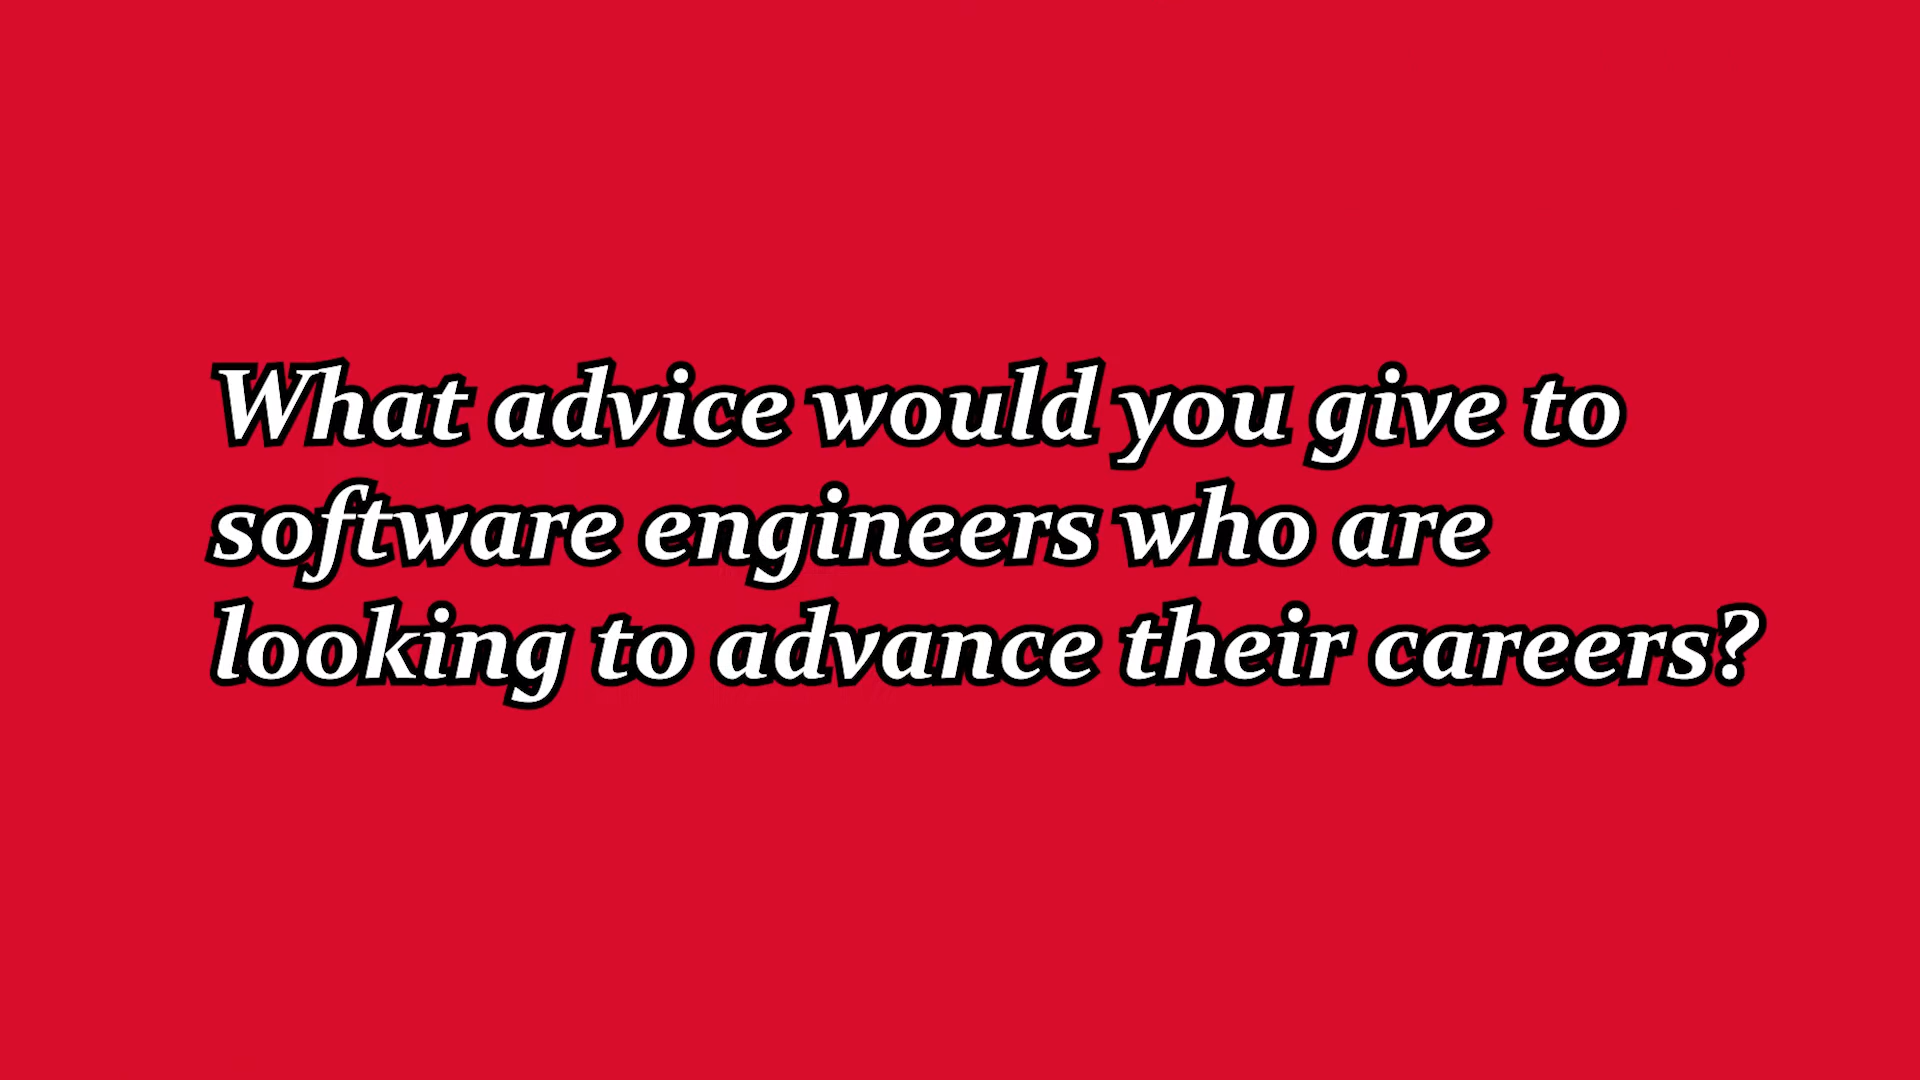 What advice would you give to
software engineers who are
looking to advance their careers?